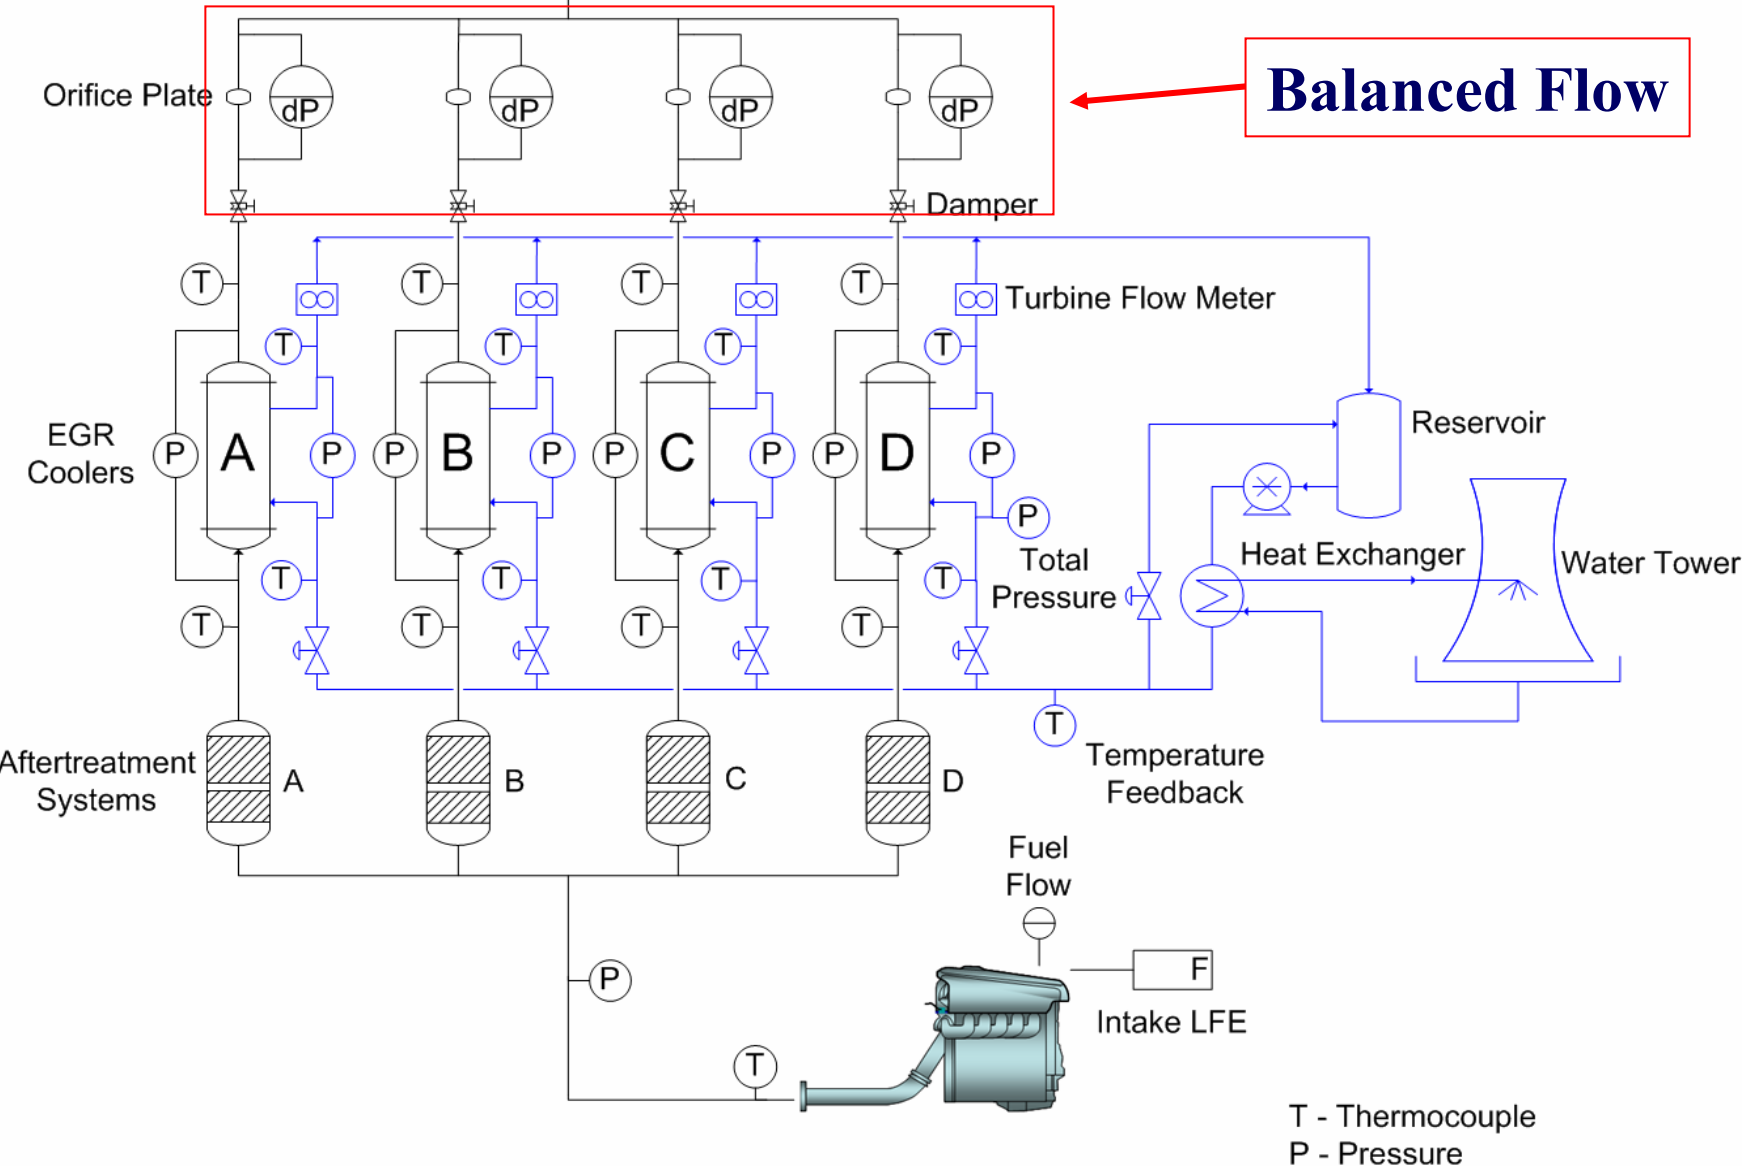 Balanced Flow
Orifice Plate
dP
dP
dP
dP
Damper
T
T
T
T
Turbine Flow Meter
T
T
T
T
EGR
Coolers
P
A
P
P
B
P
P
C
P
P
D
P
Reservoir
P
Total
Pressure
Heat Exchanger
Water Tower
T
T
T
T
T
T
T
T
T
Temperature
Feedback
Aftertreatment
Systems
A
B
C
D
Fuel
Flow
P
F
Intake LFE
T
T - Thermocouple
P - Pressure